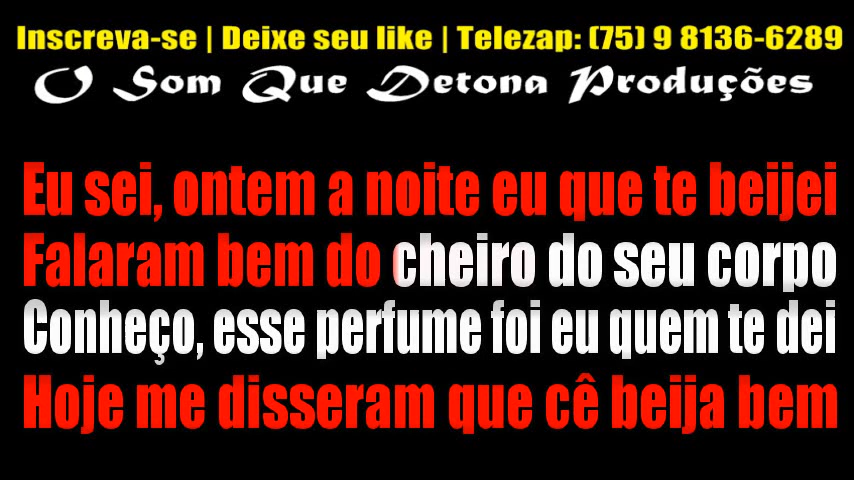 Inscreva-se | Deixe seu like | Telezap: (75) 9 8136-6289
O Som Que Detona Produções
Eu sei, ontem a noite eu que te beijei
Falaram bem do cheiro do seu corpo
Conheço, esse perfume foi eu quem te dei
Hoje me disseram que cê beija bem